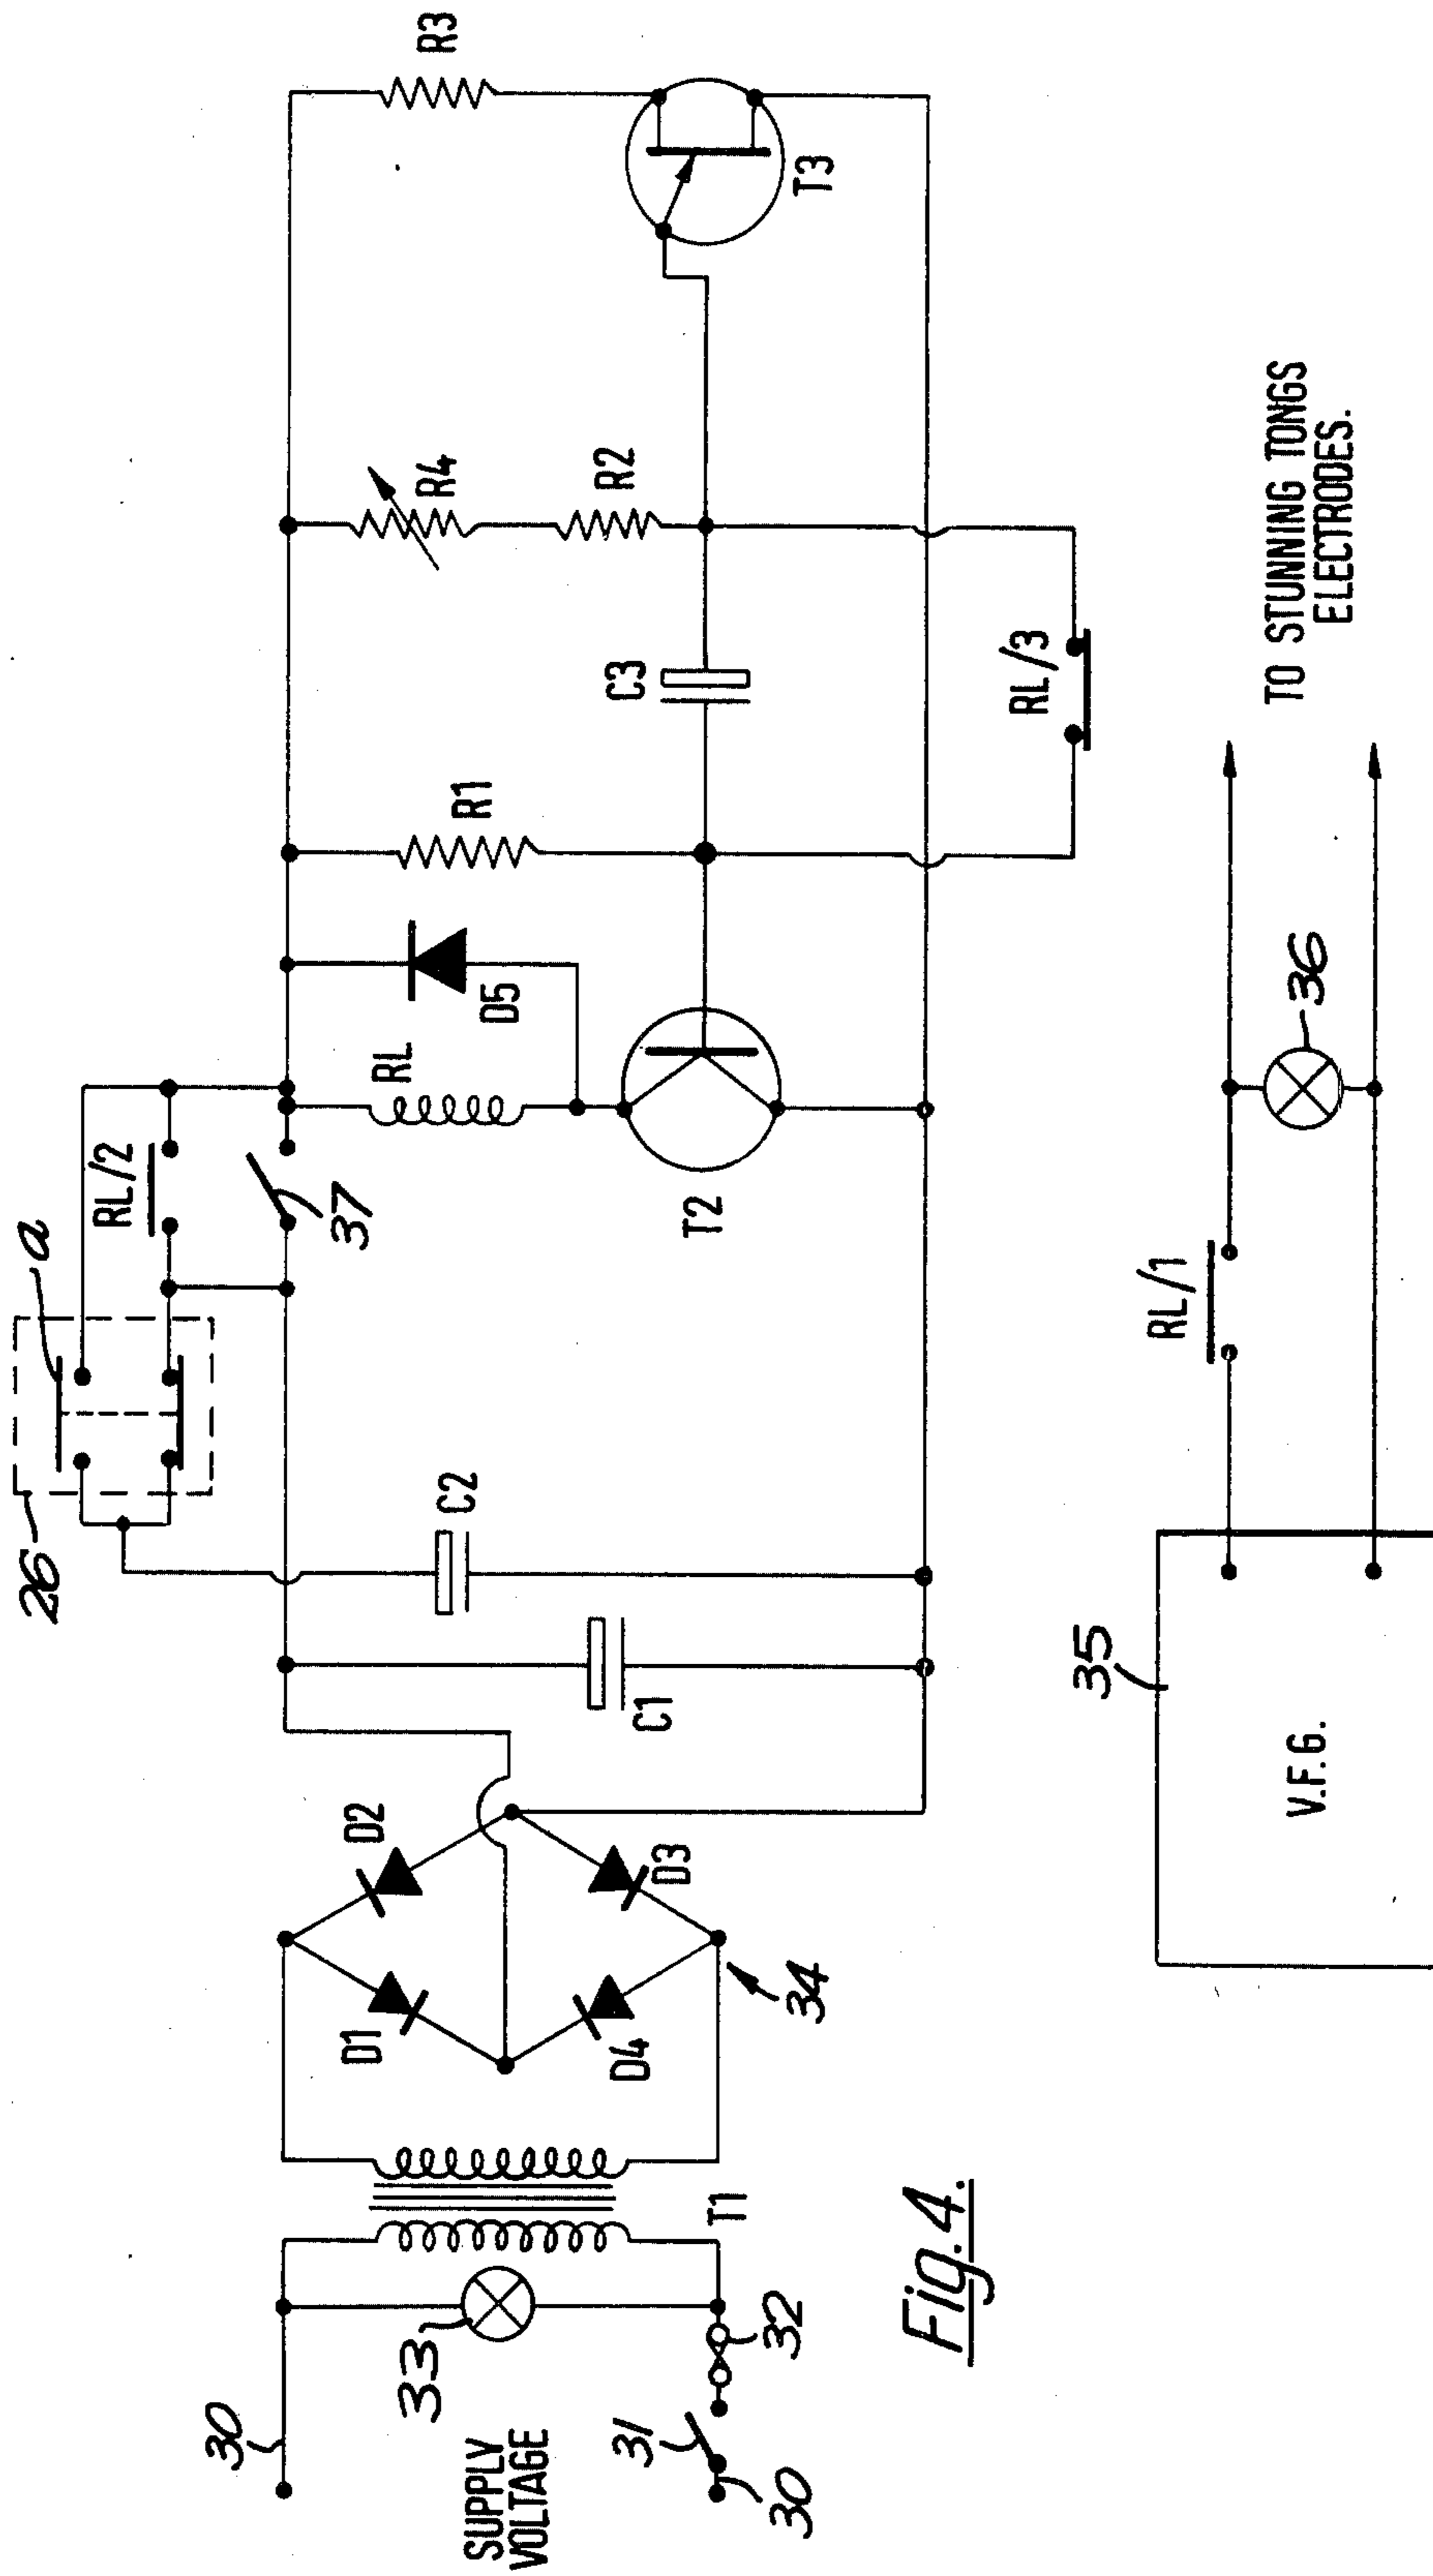 26
a
RL/2
37
RL
D5
R1
R4
R2
R3
C3
C2
C1
T2
T3
RL/3
30
33
SUPPLY
VOLTAGE
31
30
32
T1
D1
D2
D3
D4
34
Fig.4.
35
V.F.G.
RL/1
36
TO STUNNING TONGS
ELECTRODES.